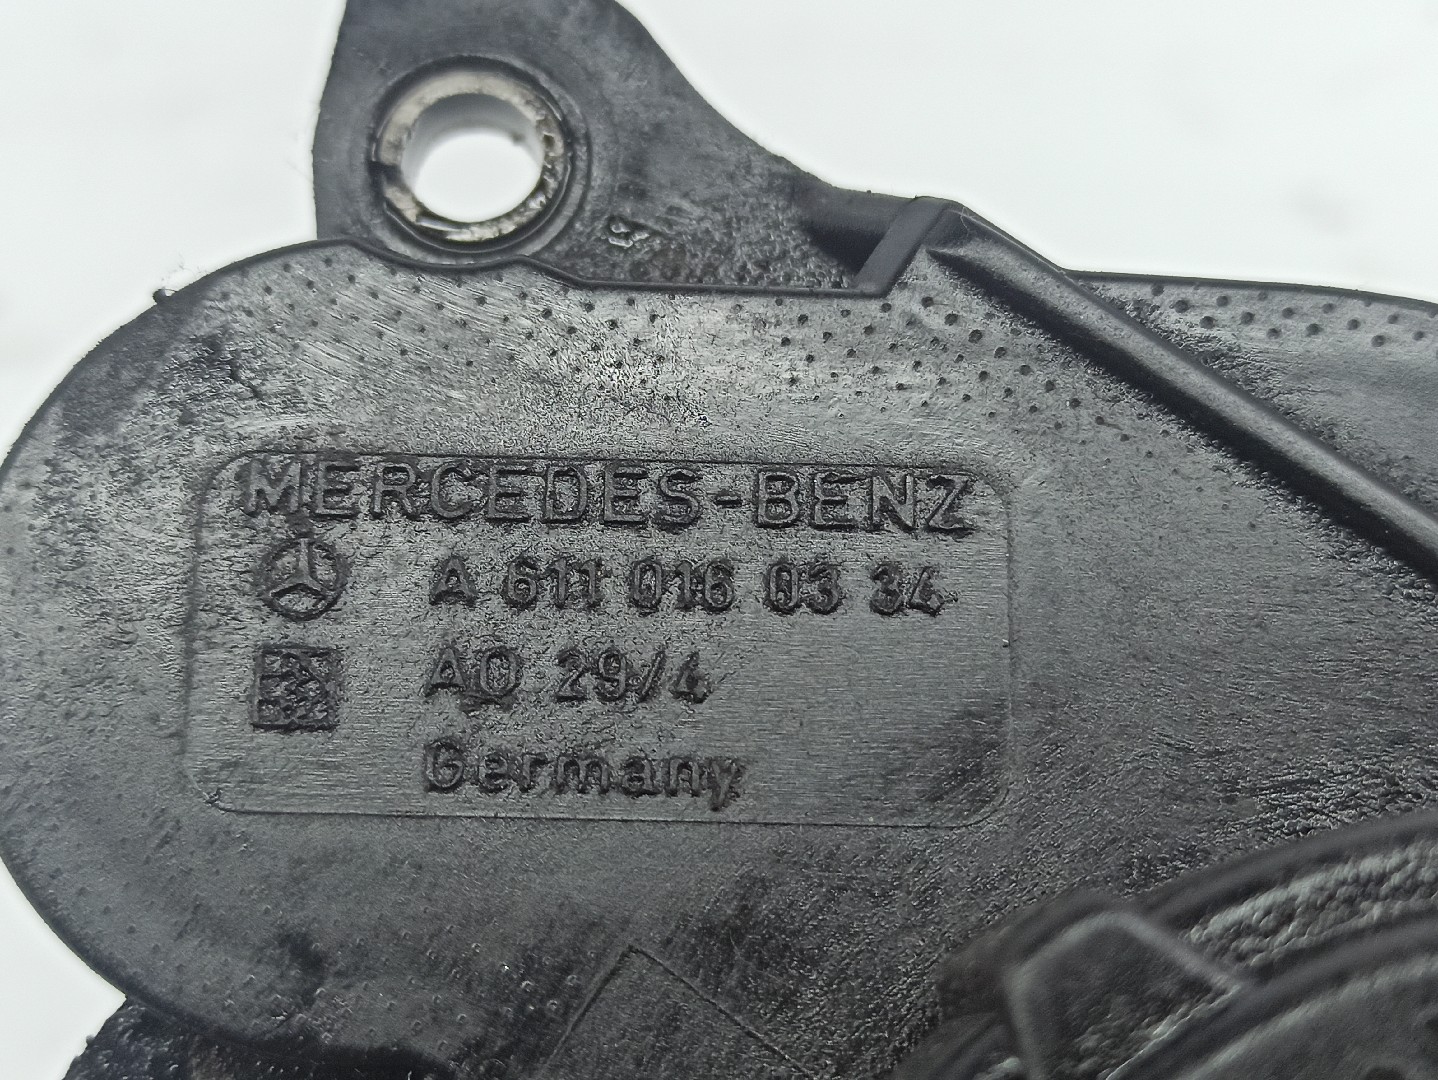 MERCEDES-BENZ
A 611 016 03 34
AO 29/4
Germany